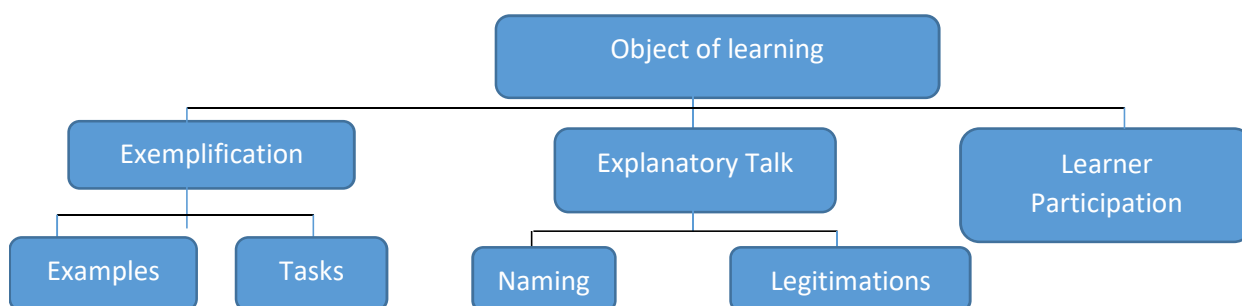 Object of learning
Exemplification
Explanatory Talk
Learner
Participation
Examples
Tasks
Naming
Legitimations